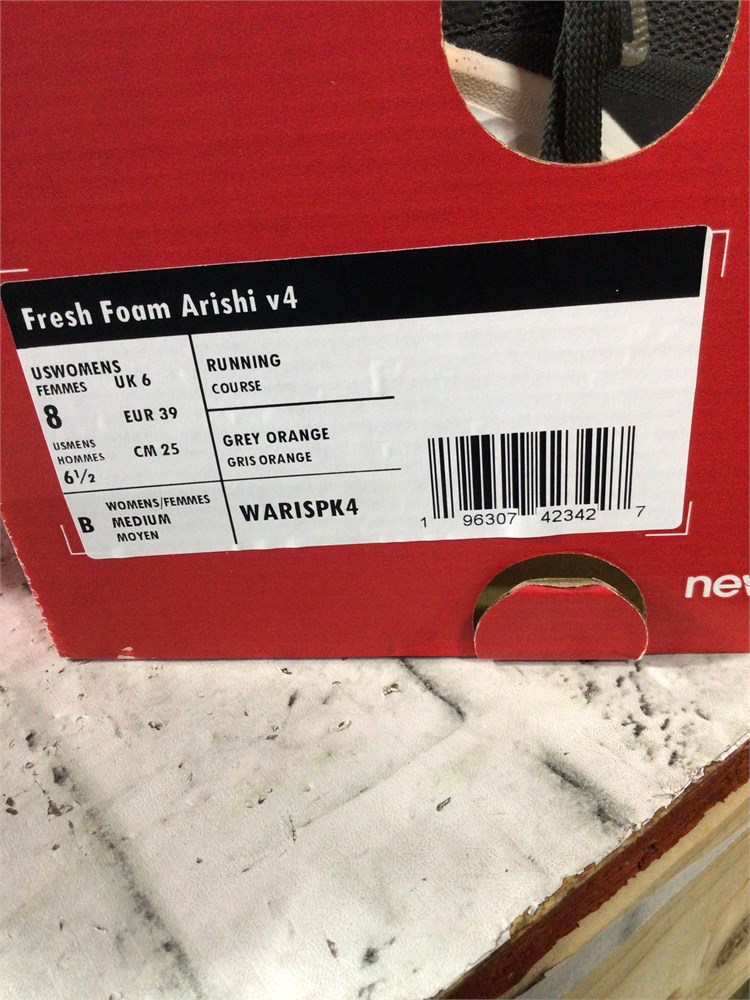 Fresh Foam Arishi v4
USWOMENS
FEMMES
8
USMENS
HOMMES
6½
UK 6
EUR 39
CM 25
B
WOMENS/FEMMES
MEDIUM
MOYEN
RUNNING
COURSE
GREY ORANGE
GRIS ORANGE
WARISPK4
1 96307 42342 7
new